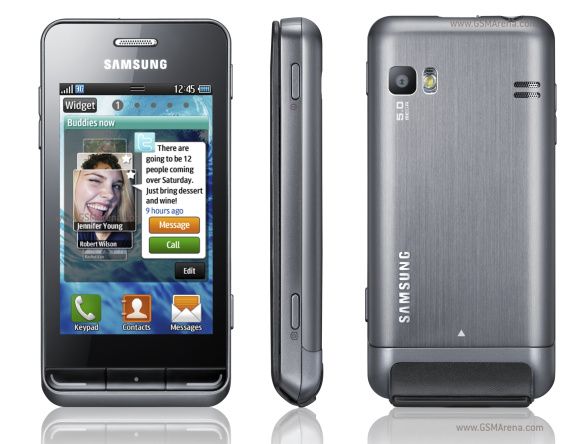 www.GSMArena.com
SAMSUNG
3G
12:45
Widget
1
Buddies now
There are
going to be 12
people coming
over Saturday.
Just bring dessert
and wine!
9 hours ago
Message
Call
Jennifer Young
Robert Wilson
Edit
Keypad
Contacts
Messages
5.0
SAMSUNG
www.GSMArena.com